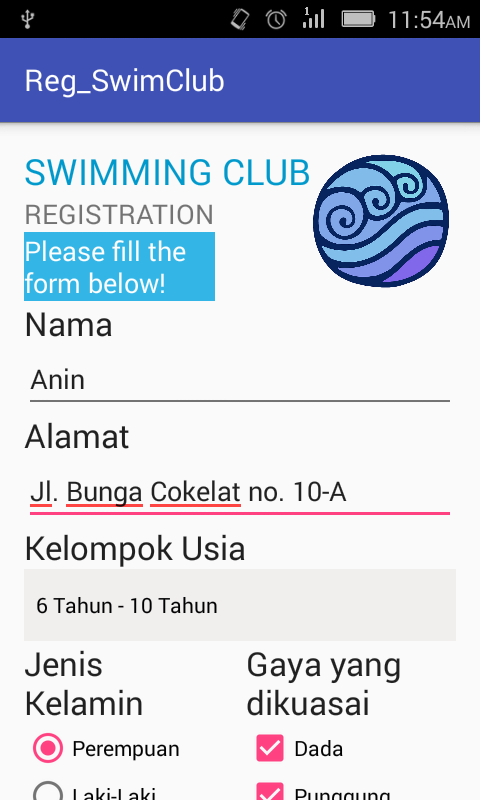 11:54AM
Reg_SwimClub
SWIMMING CLUB
REGISTRATION
Please fill the
form below!
Nama
Anin
Alamat
Jl. Bunga Cokelat no. 10-A
Kelompok Usia
6 Tahun - 10 Tahun
Jenis
Kelamin
Gaya yang
dikuasai
Perempuan
Dada
Laki-Laki
Punggung